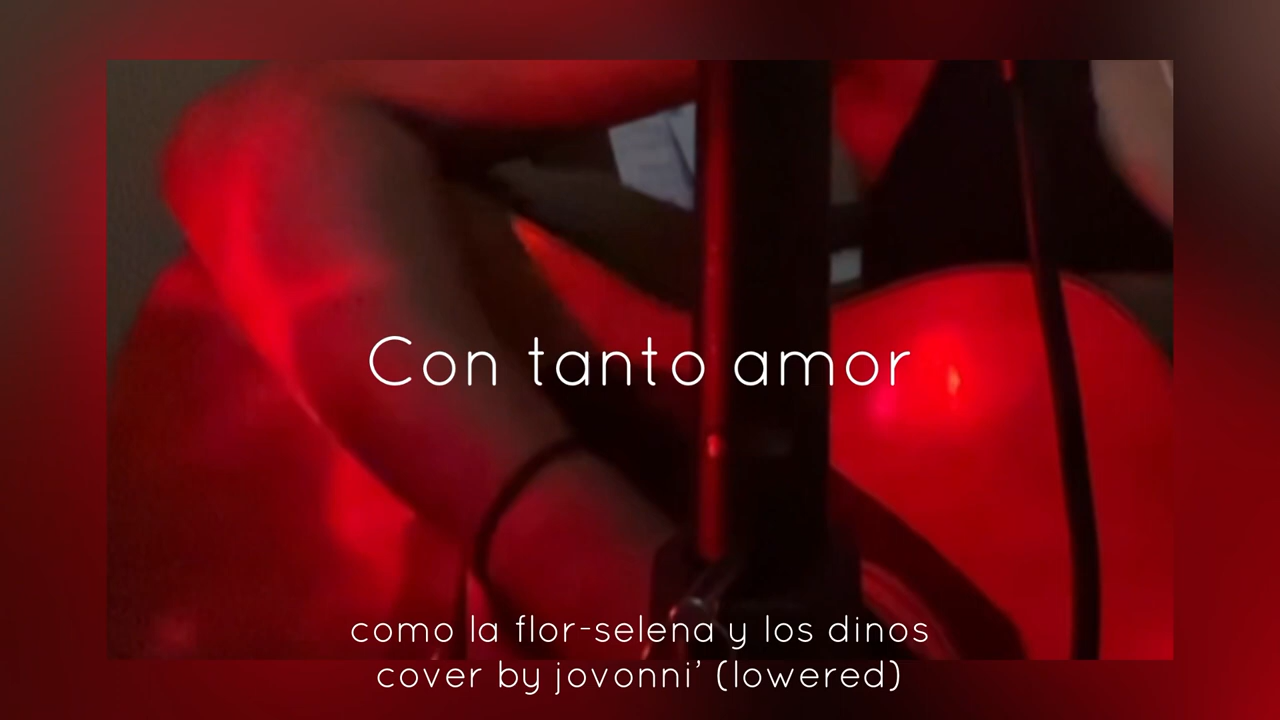 Con tanto amor
como la flor-selena y los dinos
cover by jovonni' (lowered)